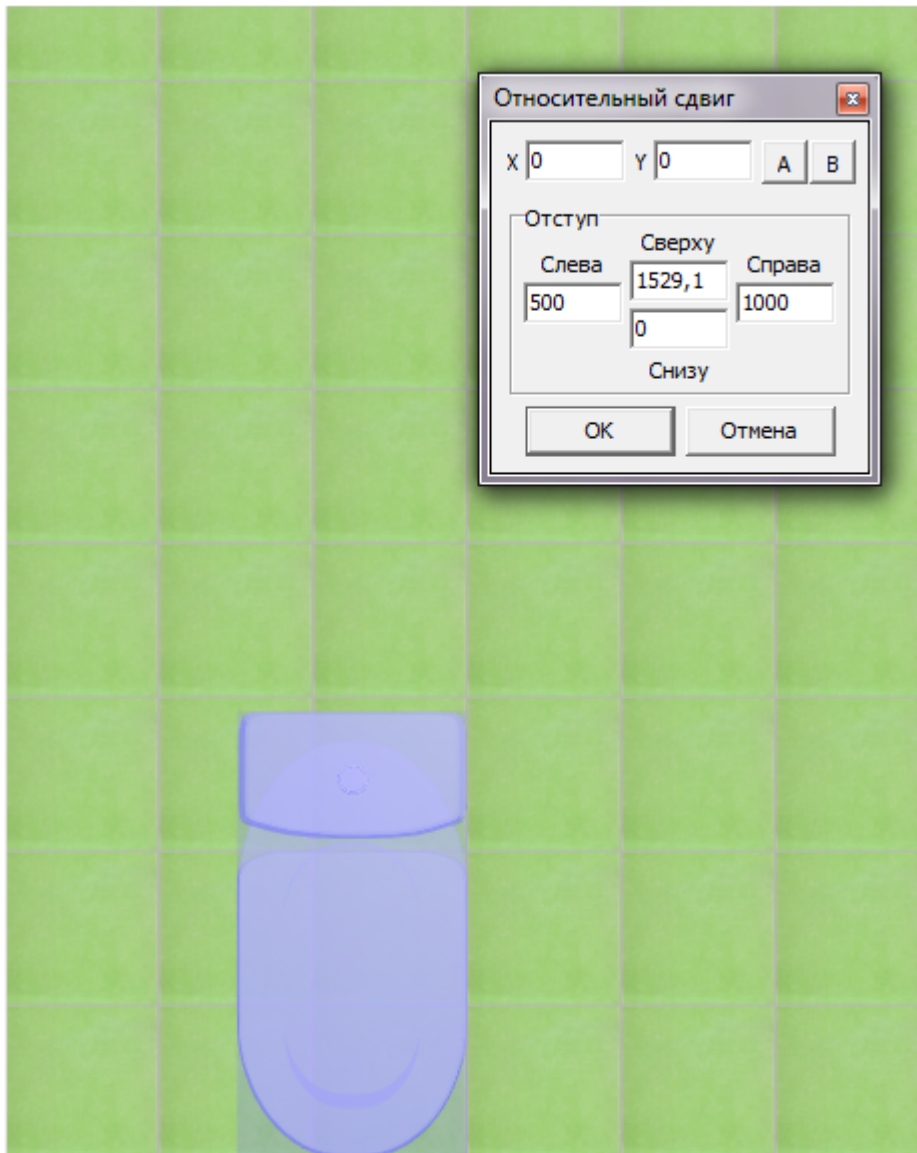 Относительный сдвиг
X 0 Y 0 A B
Отступ
Сверху
Слева Справа
1529,1
500 1000
0
Снизу
OK Отмена